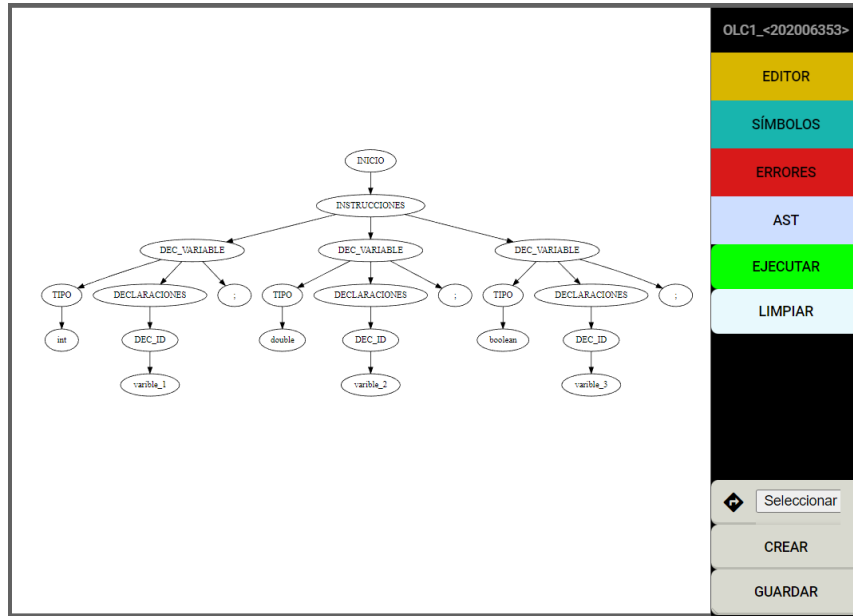 OLC1_<202006353>
EDITOR
SÍMBOLOS
ERRORES
AST
EJECUTAR
LIMPIAR
INICIO
INSTRUCCIONES
DEC_VARIABLE DEC_VARIABLE DEC_VARIABLE
TIPO DECLARACIONES ; TIPO DECLARACIONES ; TIPO DECLARACIONES ;
int DEC_ID double DEC_ID boolean DEC_ID
varible_1 varible_2 varible_3
Seleccionar
CREAR
GUARDAR